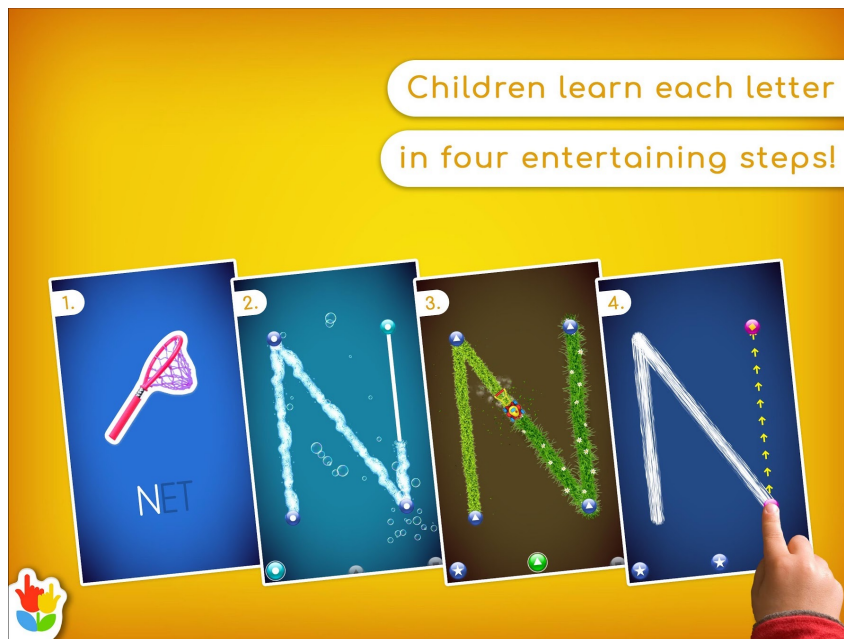 Children learn each letter
in four entertaining steps!
1.
2.
3.
4.
NET